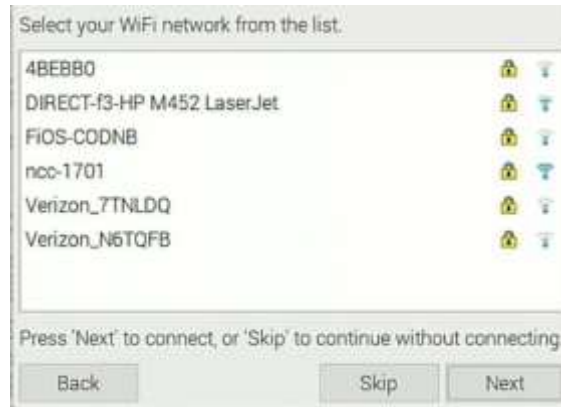 Select your WiFi network from the list.
4BEBB0
DIRECT-f3-HP M452 LaserJet
FiOS-CODNB
ncc-1701
Verizon_7TNLDQ
Verizon_N6TQFB
Press 'Next' to connect, or 'Skip' to continue without connecting
Back Skip Next